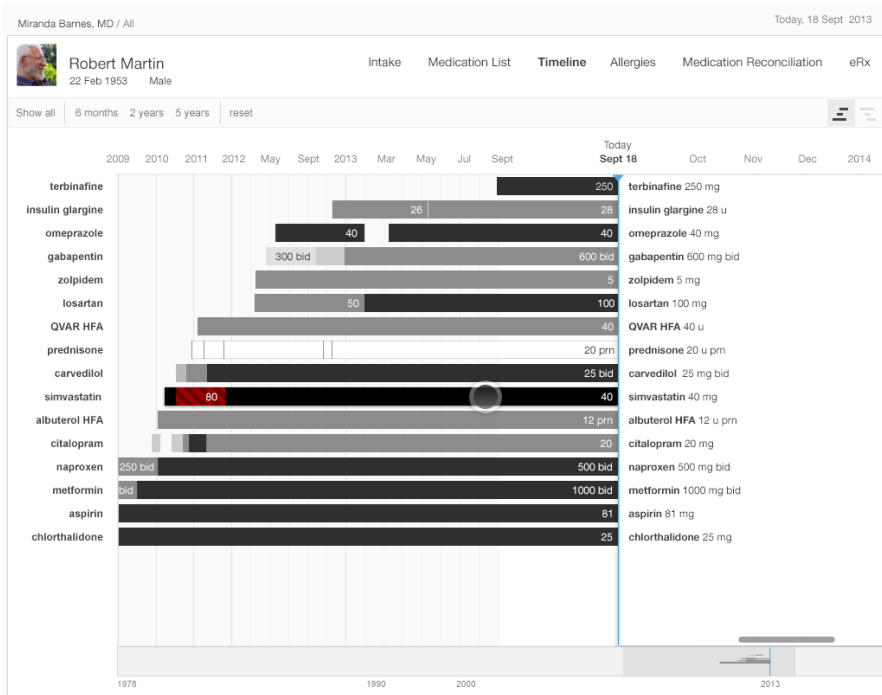 Miranda Barnes, MD / All
Today, 18 Sept 2013
Robert Martin
22 Feb 1953 Male
Intake Medication List Timeline Allergies Medication Reconciliation eRx
Show all 6 months 2 years 5 years reset
Today
2009 2010 2011 2012 May Sept 2013 Mar May Jul Sept Sept 18 Oct Nov Dec 2014
terbinafine 250 terbinafine 250 mg
insulin glargine 26 28 insulin glargine 28 u
omeprazole 40 40 omeprazole 40 mg
gabapentin 300 bid 600 bid gabapentin 600 mg bid
zolpidem 5 zolpidem 5 mg
losartan 50 100 losartan 100 mg
QVAR HFA 40 QVAR HFA 40 u
prednisone 20 prn prednisone 20 u prn
carvedilol 25 bid carvedilol 25 mg bid
simvastatin 80 40 simvastatin 40 mg
albuterol HFA 12 prn albuterol HFA 12 u prn
citalopram 20 citalopram 20 mg
naproxen 250 bid 500 bid naproxen 500 mg bid
metformin bid 1000 bid metformin 1000 mg bid
aspirin 81 aspirin 81 mg
chlorthalidone 25 chlorthalidone 25 mg
1978 1990 2000 2013